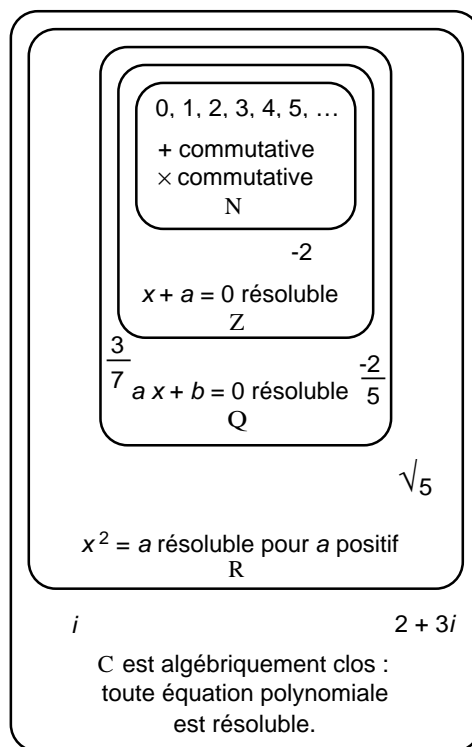 0, 1, 2, 3, 4, 5, …
+ commutative
× commutative
N
-2
x + a = 0 résoluble
Z
3/7
a x + b = 0 résoluble
-2/5
Q
√5
x² = a résoluble pour a positif
R
i
2 + 3i
C est algébriquement clos :
toute équation polynomiale
est résoluble.